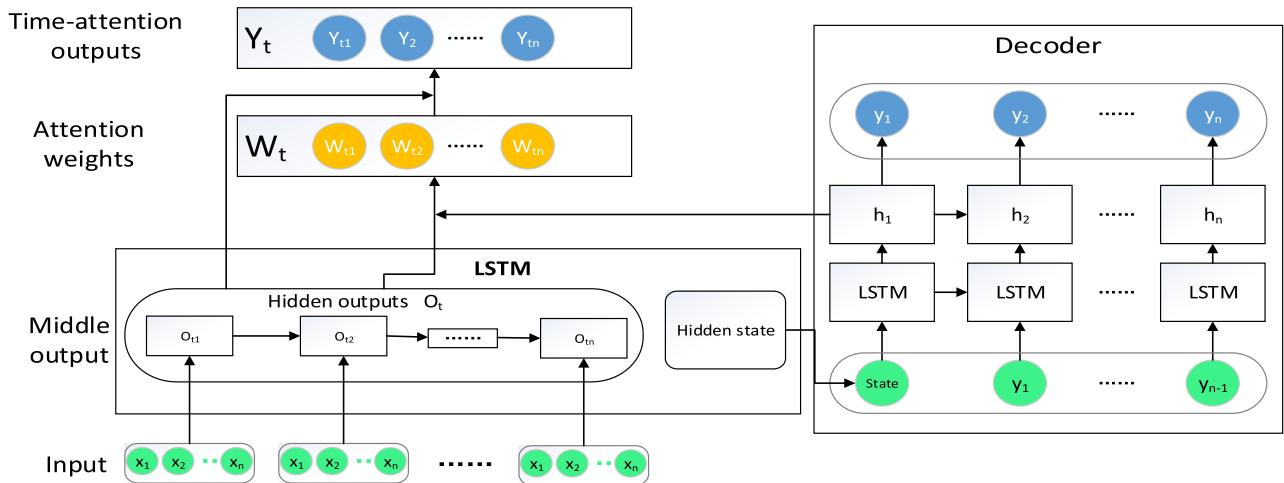 Time-attention
outputs
Yₜ Yₜ₁ Y₂ ······ Yₜₙ
Attention
weights
Wₜ Wₜ₁ Wₜ₂ ······ Wₜₙ
LSTM
Hidden outputs Oₜ
Middle
output
Oₜ₁ Oₜ₂ ······ Oₜₙ
Hidden state
Input
x₁ x₂ ·· xₙ x₁ x₂ ·· xₙ ······ x₁ x₂ ·· xₙ
Decoder
y₁ y₂ ······ yₙ
h₁ h₂ ······ hₙ
LSTM LSTM ······ LSTM
State y₁ ······ yₙ₋₁